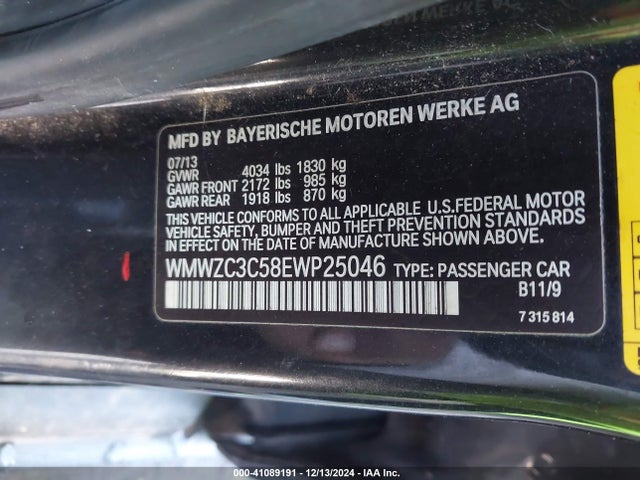 MFD BY BAYERISCHE MOTOREN WERKE AG
07/13
GVWR 4034 lbs 1830 kg
GAWR FRONT 2172 lbs 985 kg
GAWR REAR 1918 lbs 870 kg
THIS VEHICLE CONFORMS TO ALL APPLICABLE U.S.FEDERAL MOTOR
VEHICLE SAFETY, BUMPER AND THEFT PREVENTION STANDARDS
IN EFFECT ON THE DATE OF MANUFACTURE SHOWN ABOVE.
WMWZC3C58EWP25046 TYPE: PASSENGER CAR
B11/9
7 315 814
000-41089191 - 12/13/2024 - IAA Inc.